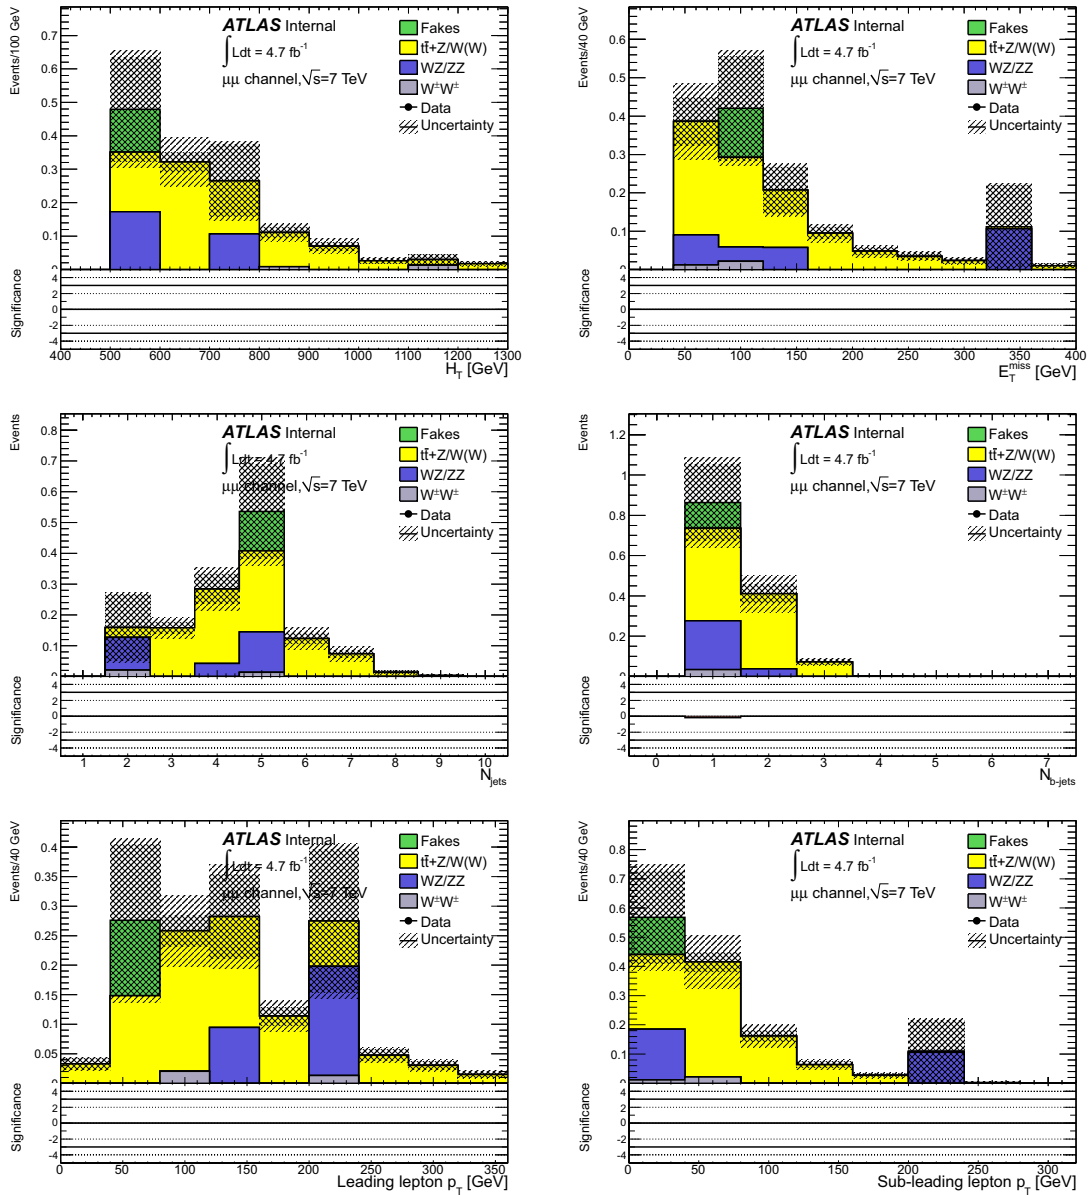 Events/100 GeV
0.7
0.6
0.5
0.4
0.3
0.2
0.1
0
ATLAS Internal
∫Ldt = 4.7 fb⁻¹
μμ channel,√s=7 TeV
Fakes
tt̄+Z/W(W)
WZ/ZZ
W±W±
Data
Uncertainty
Significance
4
2
0
-2
-4
400 500 600 700 800 900 1000 1100 1200 1300
H_T [GeV]
Events/40 GeV
0.6
0.5
0.4
0.3
0.2
0.1
0
ATLAS Internal
∫Ldt = 4.7 fb⁻¹
μμ channel,√s=7 TeV
Fakes
tt̄+Z/W(W)
WZ/ZZ
W±W±
Data
Uncertainty
Significance
4
2
0
-2
-4
0 50 100 150 200 250 300 350 400
E_T^miss [GeV]
Events
0.8
0.7
0.6
0.5
0.4
0.3
0.2
0.1
ATLAS Internal
∫Ldt = 4.7 fb⁻¹
μμ channel,√s=7 TeV
Fakes
tt̄+Z/W(W)
WZ/ZZ
W±W±
Data
Uncertainty
Significance
4
2
0
-2
-4
1 2 3 4 5 6 7 8 9 10
N_jets
Events
1.2
1
0.8
0.6
0.4
0.2
ATLAS Internal
∫Ldt = 4.7 fb⁻¹
μμ channel,√s=7 TeV
Fakes
tt̄+Z/W(W)
WZ/ZZ
W±W±
Data
Uncertainty
Significance
4
2
0
-2
-4
0 1 2 3 4 5 6 7
N_b-jets
Events/40 GeV
0.4
0.35
0.3
0.25
0.2
0.15
0.1
0.05
ATLAS Internal
∫Ldt = 4.7 fb⁻¹
μμ channel,√s=7 TeV
Fakes
tt̄+Z/W(W)
WZ/ZZ
W±W±
Data
Uncertainty
Significance
4
2
0
-2
-4
0 50 100 150 200 250 300 350
Leading lepton p_T [GeV]
Events/40 GeV
0.8
0.7
0.6
0.5
0.4
0.3
0.2
0.1
0
ATLAS Internal
∫Ldt = 4.7 fb⁻¹
μμ channel,√s=7 TeV
Fakes
tt̄+Z/W(W)
WZ/ZZ
W±W±
Data
Uncertainty
Significance
4
2
0
-2
-4
0 50 100 150 200 250 300
Sub-leading lepton p_T [GeV]